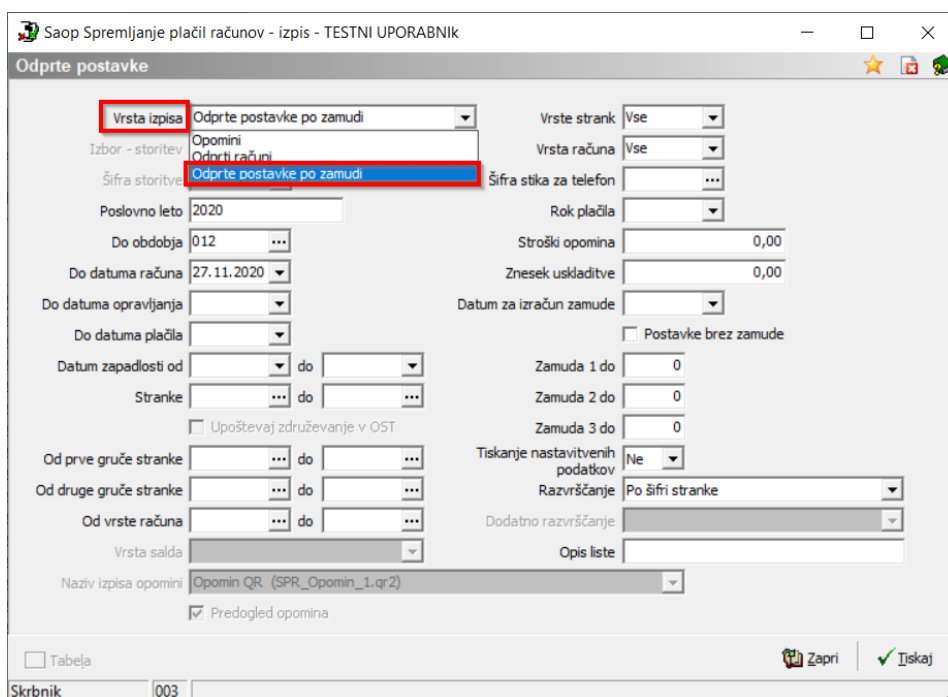 Saop Spremljanje plačil računov - izpis - TESTNI UPORABNIk
Odprte postavke
Vrsta izpisa Odprte postavke po zamudi
Opomini
Odprti računi
Odprte postavke po zamudi
Izbor - storitev
Šifra storitve
Poslovno leto 2020
Do obdobja 012
Do datuma računa 27.11.2020
Do datuma opravljanja
Do datuma plačila
Datum zapadlosti od do
Stranke do
Upoštevaj združevanje v OST
Od prve gruče stranke do
Od druge gruče stranke do
Od vrste računa do
Vrsta salda
Naziv izpisa opomini Opomin QR (SPR_Opomin_1.qr2)
Predogled opomina
Vrste strank Vse
Vrsta računa Vse
Šifra stika za telefon
Rok plačila
Stroški opomina 0,00
Znesek uskladitve 0,00
Datum za izračun zamude
Postavke brez zamude
Zamuda 1 do 0
Zamuda 2 do 0
Zamuda 3 do 0
Tiskanje nastavitvenih
podatkov Ne
Razvrščanje Po šifri stranke
Dodatno razvrščanje
Opis liste
Tabela
Zapri
Tiskaj
Skrbnik 003